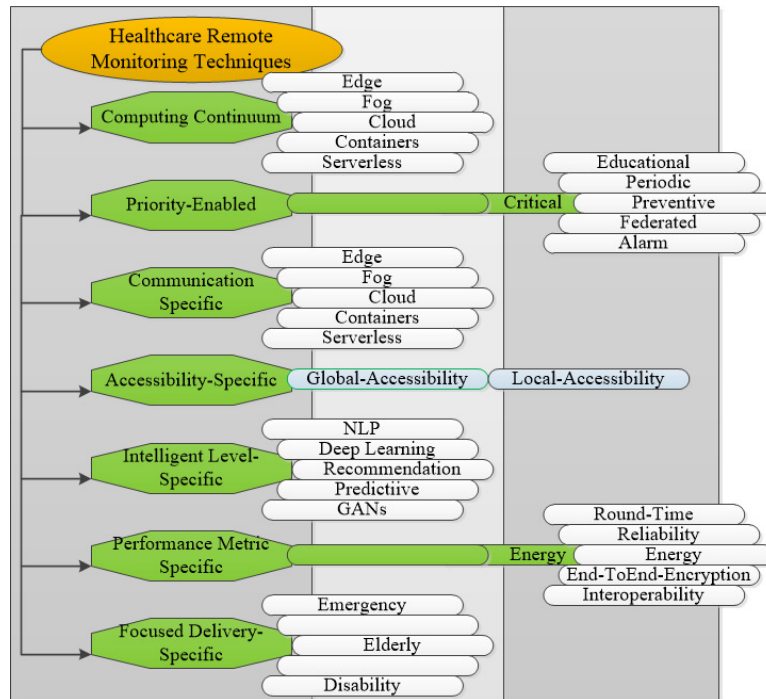 Healthcare Remote
Monitoring Techniques
Edge
Fog
Computing Continuum
Cloud
Containers
Serverless
Educational
Periodic
Priority-Enabled
Critical
Preventive
Federated
Alarm
Edge
Fog
Communication
Specific
Cloud
Containers
Serverless
Accessibility-Specific
Global-Accessibility
Local-Accessibility
NLP
Deep Learning
Intelligent Level-
Specific
Recommendation
Predictiive
GANs
Round-Time
Reliability
Performance Metric
Specific
Energy
Energy
End-ToEnd-Encryption
Interoperability
Emergency
Focused Delivery-
Specific
Elderly
Disability